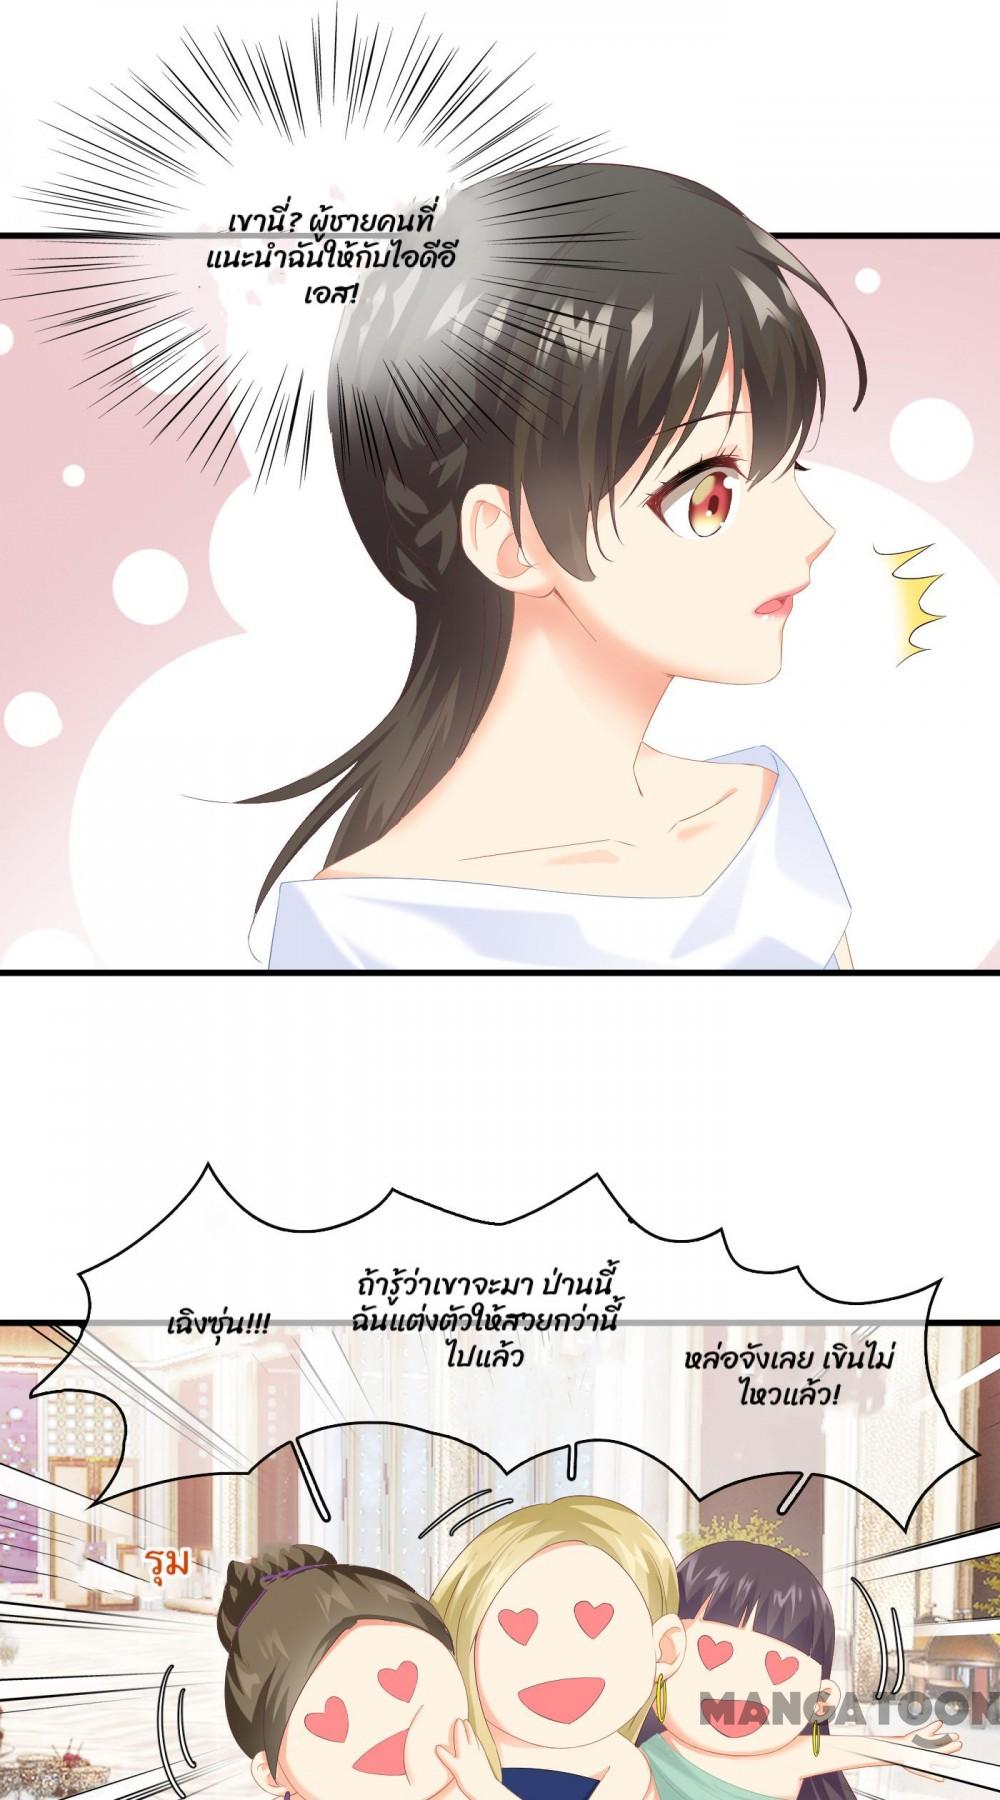 เขานี่? ผู้ชายคนที่
แนะนำฉันให้กับไอดีอี
เอส!
ถ้ารู้ว่าเขาจะมา ป่านนี้
เฉิงซุ่น!!!
ฉันแต่งตัวให้สวยกว่านี้
ไปแล้ว
หล่อจังเลย เขินไม่
ไหวแล้ว!
รุม
MANGATOON